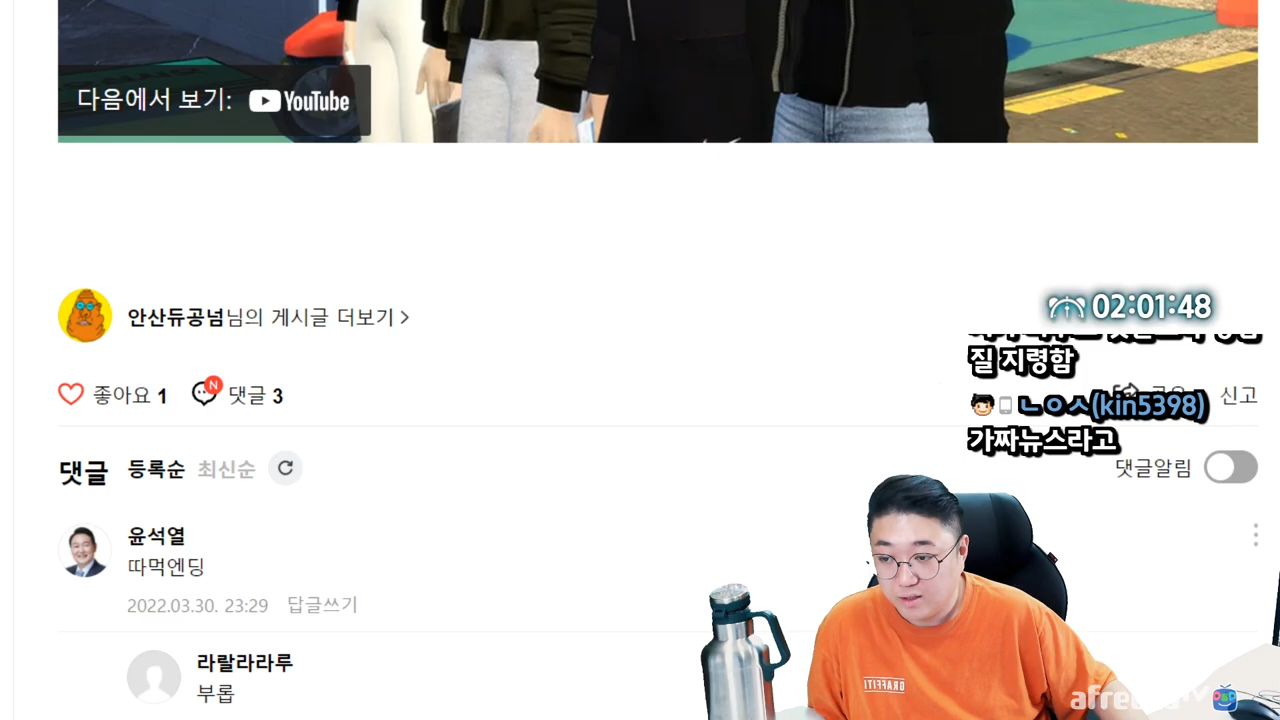 다음에서 보기: YouTube
안산듀공넘님의 게시글 더보기 >
좋아요 1 댓글 3
신고
02:01:48
질 지령함
ㄴㅇㅅ(kin5398)
가짜뉴스라고
댓글 등록순 최신순
댓글알림
윤석열
따먹엔딩
2022.03.30. 23:29 답글쓰기
라랄라라루
부롭
GRAFFITI